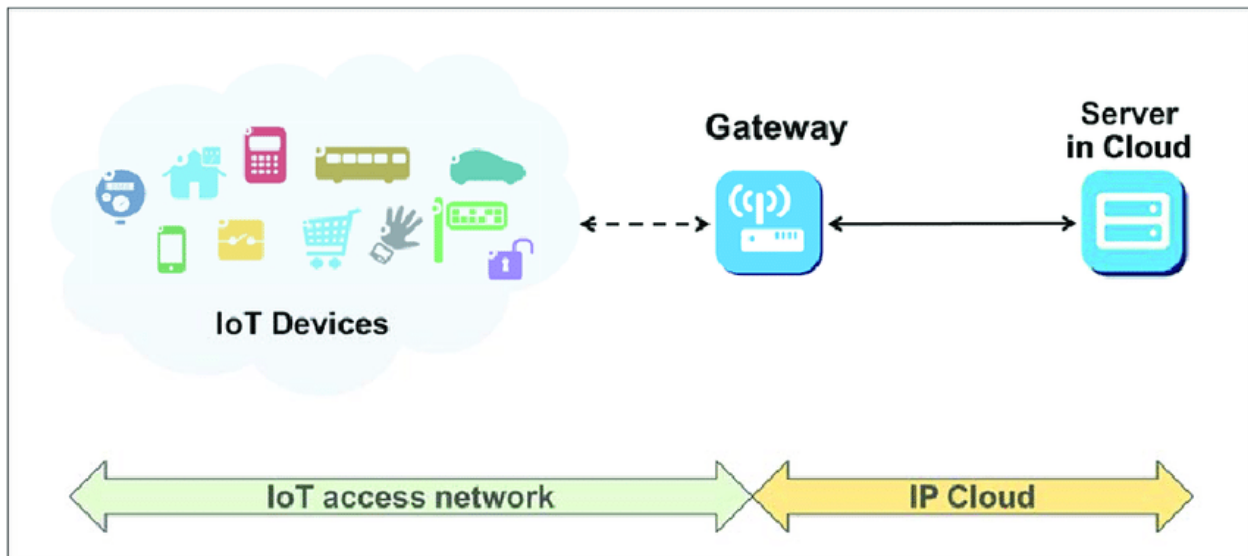 Gateway
Server
in Cloud
IoT Devices
IoT access network
IP Cloud